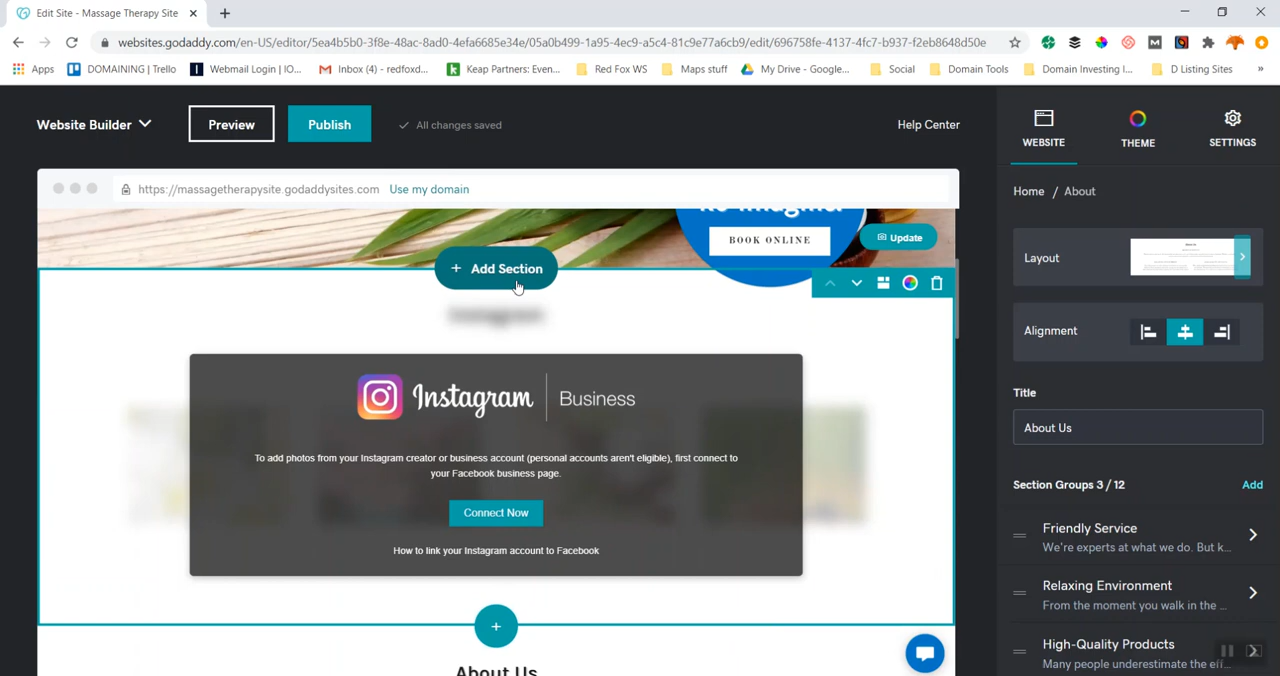 Edit Site - Massage Therapy Site
websites.godaddy.com/en-US/editor/5ea4b5b0-3f8e-48ac-8ad0-4efa6685e34e/05a0b499-1a95-4ec9-a5c4-81c9e77a6cb9/edit/696758fe-4137-4fc7-b937-f2eb8648d50e
Apps DOMAINING | Trello Webmail Login | IO... Inbox (4) - redfoxd... Keap Partners: Even... Red Fox WS Maps stuff My Drive - Google... Social Domain Tools Domain Investing I... D Listing Sites »
Website Builder Preview Publish All changes saved Help Center
WEBSITE THEME SETTINGS
https://massagetherapysite.godaddysites.com Use my domain
BOOK ONLINE Update
+ Add Section
Instagram
Instagram | Business
To add photos from your Instagram creator or business account (personal accounts aren't eligible), first connect to
your Facebook business page.
Connect Now
How to link your Instagram account to Facebook
+
About Us
Home / About
Layout
Alignment
Title
About Us
Section Groups 3 / 12 Add
Friendly Service
We're experts at what we do. But k...
Relaxing Environment
From the moment you walk in the ...
High-Quality Products
Many people underestimate the eff...